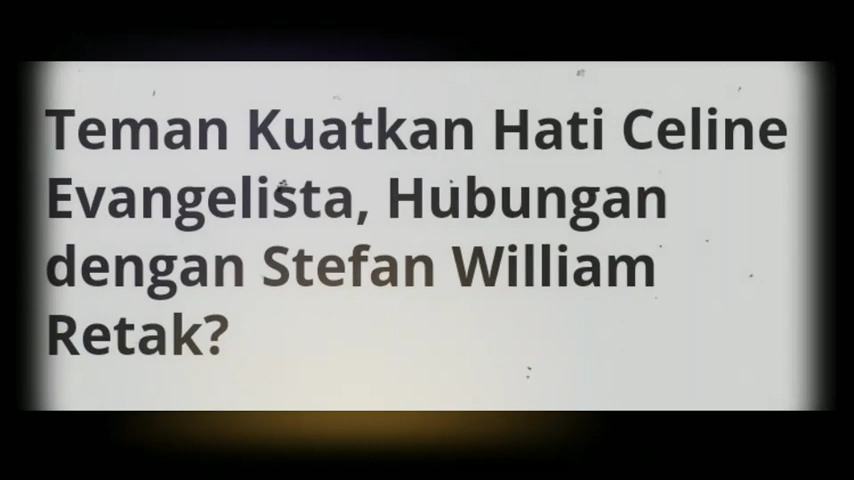 Teman Kuatkan Hati Celine
Evangelista, Hubungan
dengan Stefan William
Retak?